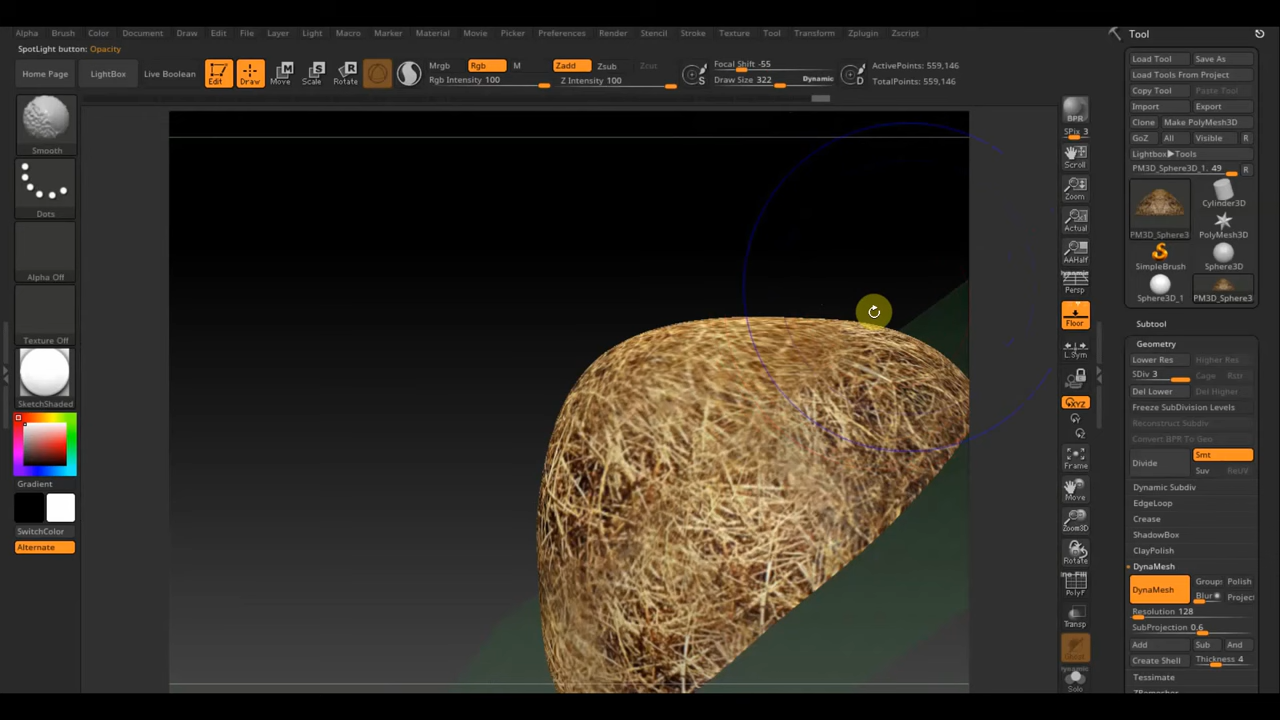 Alpha Brush Color Document Draw Edit File Layer Light Macro Marker Material Movie Picker Preferences Render Stencil Stroke Texture Tool Transform Zplugin Zscript
Tool
SpotLight button: Opacity
Home Page
LightBox
Live Boolean
Edit
Draw
Move
Scale
Rotate
Mrgb
Rgb
M
Rgb Intensity 100
Zadd
Zsub
Zcut
Z Intensity 100
S
Focal Shift -55
Draw Size 322
Dynamic
D
ActivePoints: 559,146
TotalPoints: 559,146
Smooth
Dots
Alpha Off
Texture Off
SketchShaded
Gradient
SwitchColor
Alternate
BPR
SPix 3
Scroll
Zoom
Actual
AAHalf
Persp
Floor
L.Sym
XYZ
Frame
Move
Zoom3D
Rotate
PolyF
Transp
Solo
Load Tool Save As
Load Tools From Project
Copy Tool Paste Tool
Import Export
Clone Make PolyMesh3D
GoZ All Visible R
Lightbox▶Tools
PM3D_Sphere3D_1. 49 R
Cylinder3D
PM3D_Sphere3 PolyMesh3D
SimpleBrush Sphere3D
Sphere3D_1 PM3D_Sphere3
Subtool
Geometry
Lower Res Higher Res
SDiv 3 Cage Rstr
Del Lower Del Higher
Freeze SubDivision Levels
Reconstruct Subdiv
Convert BPR To Geo
Divide
Smt
Suv ReUV
Dynamic Subdiv
EdgeLoop
Crease
ShadowBox
ClayPolish
DynaMesh
DynaMesh
Groups Polish
Blur Project
Resolution 128
SubProjection 0.6
Add Sub And
Create Shell Thickness 4
Tessimate